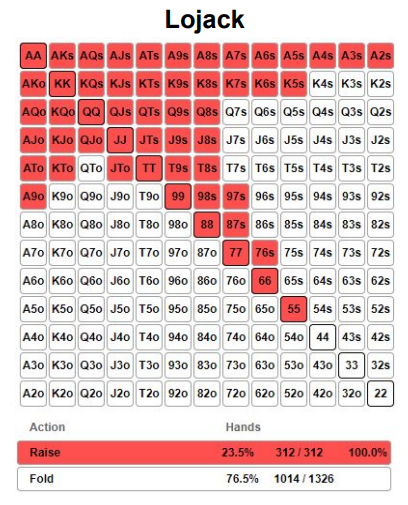 Lojack
AA AKs AQs AJs ATs A9s A8s A7s A6s A5s A4s A3s A2s
AKo KK KQs KJs KTs K9s K8s K7s K6s K5s K4s K3s K2s
AQo KQo QQ QJs QTs Q9s Q8s Q7s Q6s Q5s Q4s Q3s Q2s
AJo KJo QJo JJ JTs J9s J8s J7s J6s J5s J4s J3s J2s
ATo KTo QTo JTo TT T9s T8s T7s T6s T5s T4s T3s T2s
A9o K9o Q9o J9o T9o 99 98s 97s 96s 95s 94s 93s 92s
A8o K8o Q8o J8o T8o 98o 88 87s 86s 85s 84s 83s 82s
A7o K7o Q7o J7o T7o 97o 87o 77 76s 75s 74s 73s 72s
A6o K6o Q6o J6o T6o 96o 86o 76o 66 65s 64s 63s 62s
A5o K5o Q5o J5o T5o 95o 85o 75o 65o 55 54s 53s 52s
A4o K4o Q4o J4o T4o 94o 84o 74o 64o 54o 44 43s 42s
A3o K3o Q3o J3o T3o 93o 83o 73o 63o 53o 43o 33 32s
A2o K2o Q2o J2o T2o 92o 82o 72o 62o 52o 42o 32o 22
Action Hands
Raise 23.5% 312 / 312 100.0%
Fold 76.5% 1014 / 1326